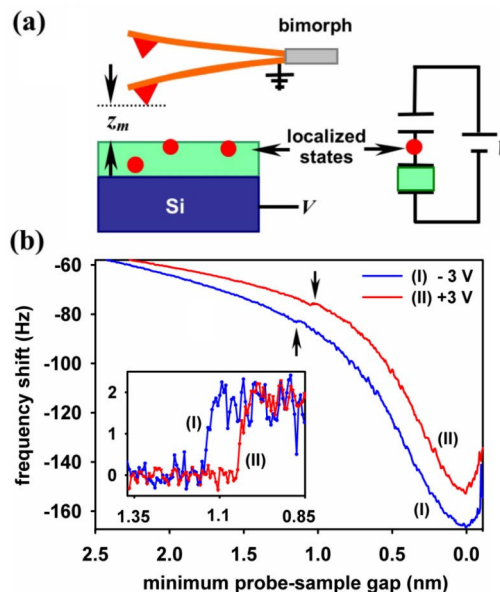 (a)
bimorph
z_m
localized
states
Si
V
(b)
frequency shift (Hz)
-60
-80
-100
-120
-140
-160
(I) - 3 V
(II) +3 V
2
1
0
(I)
(II)
1.35
1.1
0.85
(II)
(I)
2.5
2.0
1.5
1.0
0.5
0.0
minimum probe-sample gap (nm)